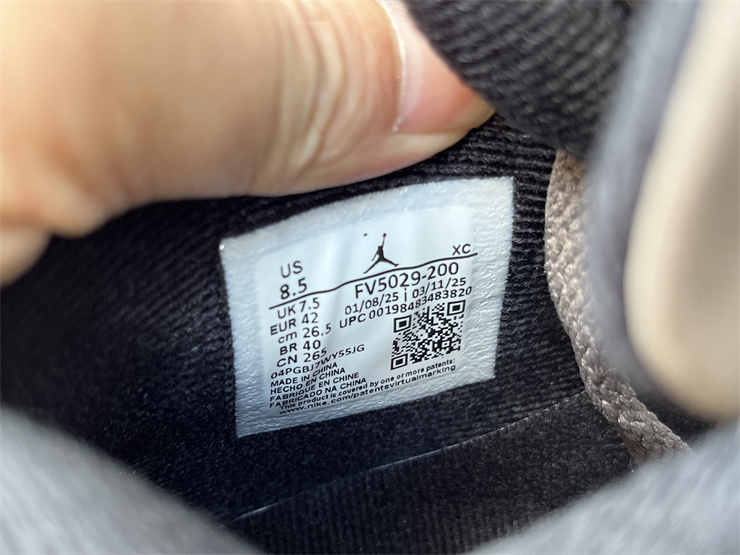 XC
US
8.5
FV5029-200
UK 7.5
01/08/25 | 03/11/25
EUR 42
UPC 00198483483820
cm 26.5
BR 40
CN 265
04PGBJ7WY55JG
MADE IN CHINA
HECHO EN CHINA
FABRIQUE EN CHINE
FABRICADO NA CHINA
This product is covered by one or more patents:
www.nike.com/patentsvirtualmarking